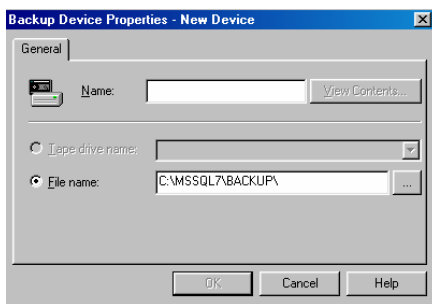 Backup Device Properties - New Device
General
Name: View Contents...
Tape drive name:
File name: C:\MSSQL7\BACKUP\ ...
OK Cancel Help